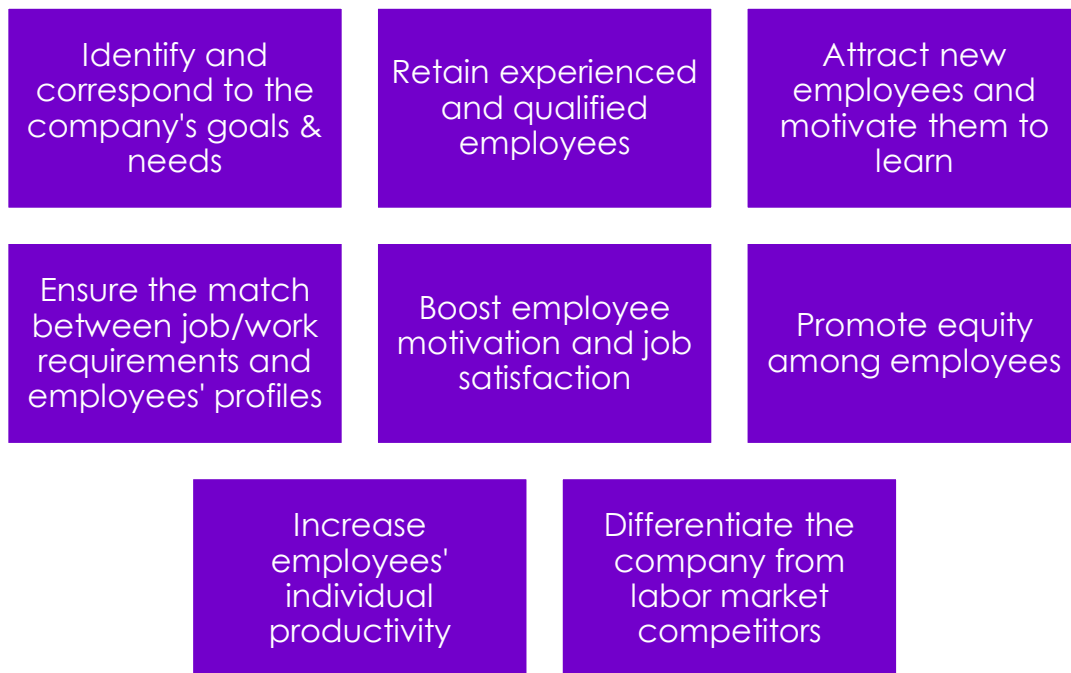 Identify and
correspond to the
company's goals &
needs
Retain experienced
and qualified
employees
Attract new
employees and
motivate them to
learn
Ensure the match
between job/work
requirements and
employees' profiles
Boost employee
motivation and job
satisfaction
Promote equity
among employees
Increase
employees'
individual
productivity
Differentiate the
company from
labor market
competitors